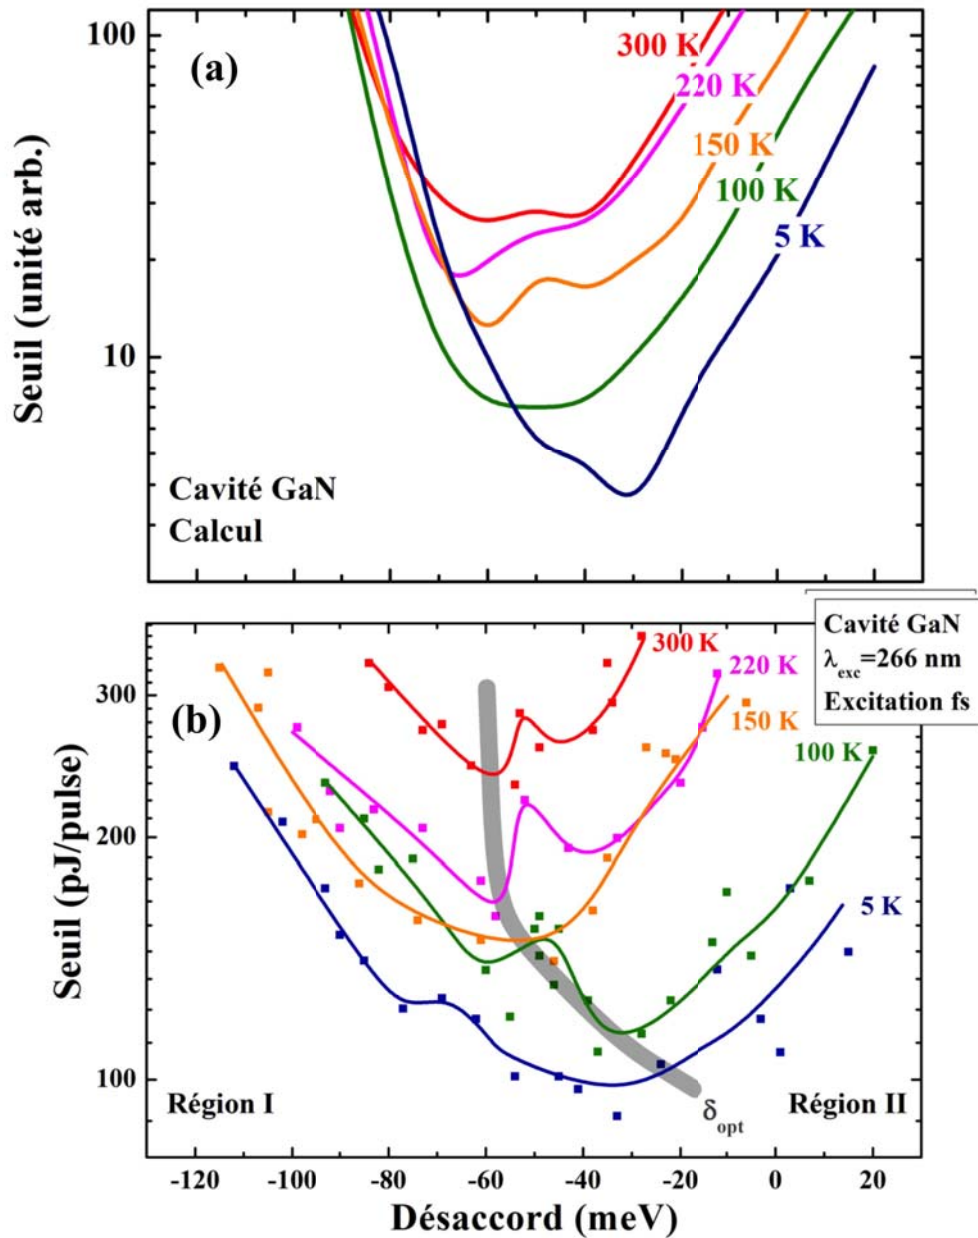 (a)
Seuil (unité arb.)
100
10
300 K
220 K
150 K
100 K
5 K
Cavité GaN
Calcul
Cavité GaN
λexc=266 nm
Excitation fs
(b)
Seuil (pJ/pulse)
300
200
100
300 K
220 K
150 K
100 K
5 K
Région I
Région II
δopt
-120 -100 -80 -60 -40 -20 0 20
Désaccord (meV)